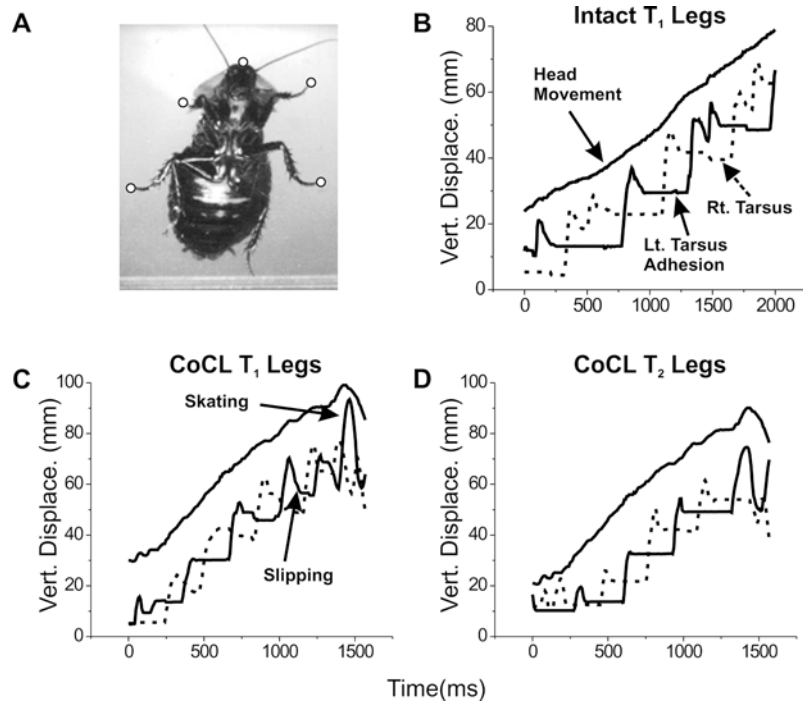 A
B
Intact T1 Legs
Vert. Displace. (mm)
80
60
40
20
0
Head
Movement
Rt. Tarsus
Lt. Tarsus
Adhesion
0 500 1000 1500 2000
C
CoCL T1 Legs
Vert. Displace. (mm)
100
80
60
40
20
0
Skating
Slipping
0 500 1000 1500
D
CoCL T2 Legs
Vert. Displace. (mm)
100
80
60
40
20
0
0 500 1000 1500
Time(ms)